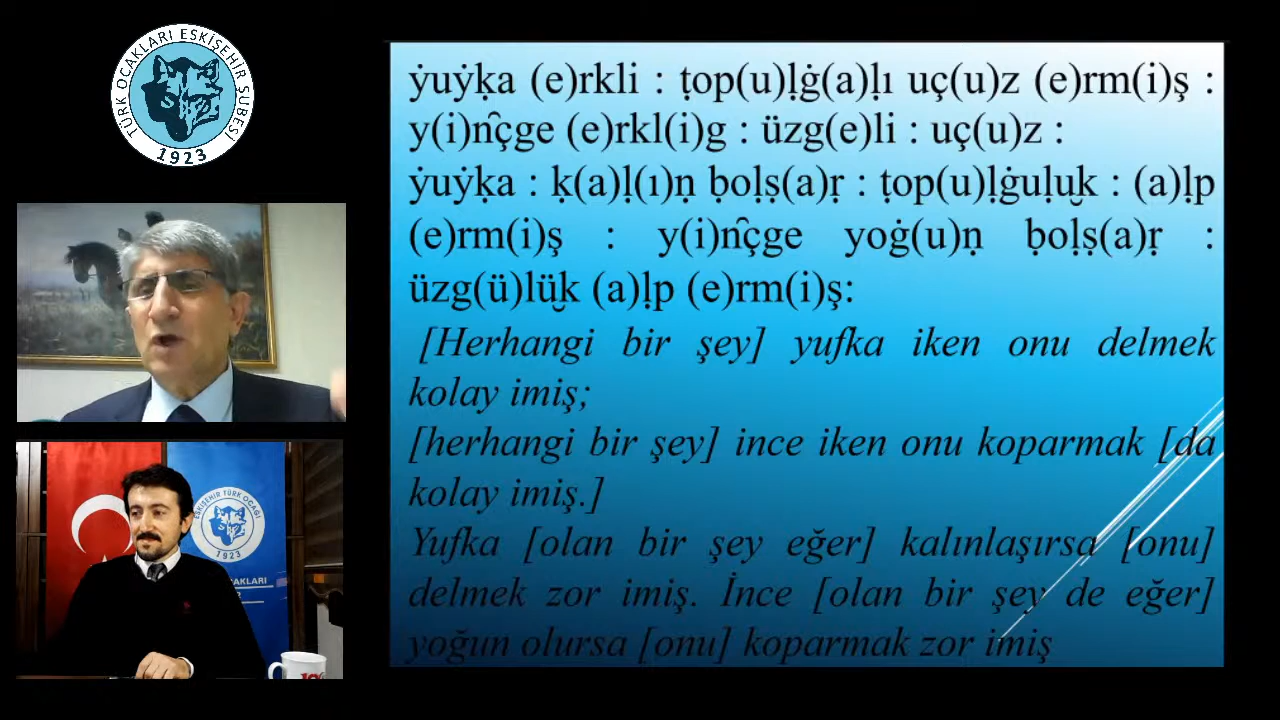 TÜRK OCAKLARI ESKİŞEHİR ŞUBESİ
1923
ẏuẏḳa (e)rkli : ṭop(u)ḷġ(a)ḷı uç(u)z (e)rm(i)ş :
y(i)n͡çge (e)rkl(i)g : üzg(e)li : uç(u)z :
ẏuẏḳa : ḳ(a)ḷ(ı)ṇ ḅoḷṣ(a)ṛ : ṭop(u)ḷġuḷuḳ : (a)ḷp
(e)rm(i)ş : y(i)n͡çge yoġ(u)ṇ ḅoḷṣ(a)ṛ :
üzg(ü)lük̮ (a)ḷp (e)rm(i)ş:
[Herhangi bir şey] yufka iken onu delmek
kolay imiş;
[herhangi bir şey] ince iken onu koparmak [da
kolay imiş.]
Yufka [olan bir şey eğer] kalınlaşırsa [onu]
delmek zor imiş. İnce [olan bir şey de eğer]
yoğun olursa [onu] koparmak zor imiş
ESKİŞEHİR TÜRK OCAĞI
1923